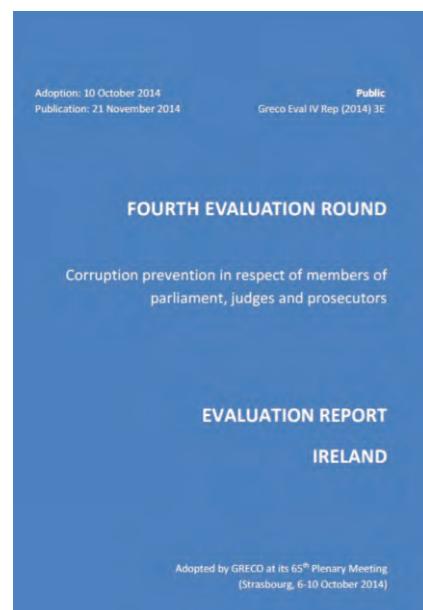 Adoption: 10 October 2014
Publication: 21 November 2014
Public
Greco Eval IV Rep (2014) 3E
FOURTH EVALUATION ROUND
Corruption prevention in respect of members of
parliament, judges and prosecutors
EVALUATION REPORT
IRELAND
Adopted by GRECO at its 65th Plenary Meeting
(Strasbourg, 6-10 October 2014)